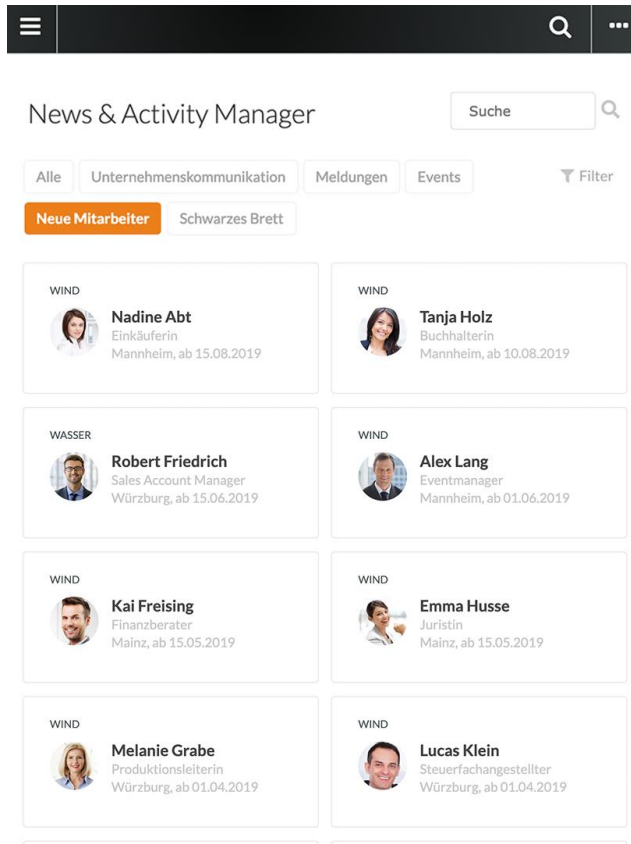 News & Activity Manager
Suche
Alle
Unternehmenskommunikation
Meldungen
Events
Filter
Neue Mitarbeiter
Schwarzes Brett
WIND
Nadine Abt
Einkäuferin
Mannheim, ab 15.08.2019
WIND
Tanja Holz
Buchhalterin
Mannheim, ab 10.08.2019
WASSER
Robert Friedrich
Sales Account Manager
Würzburg, ab 15.06.2019
WIND
Alex Lang
Eventmanager
Mannheim, ab 01.06.2019
WIND
Kai Freising
Finanzberater
Mainz, ab 15.05.2019
WIND
Emma Husse
Juristin
Mainz, ab 15.05.2019
WIND
Melanie Grabe
Produktionsleiterin
Würzburg, ab 01.04.2019
WIND
Lucas Klein
Steuerfachangestellter
Würzburg, ab 01.04.2019